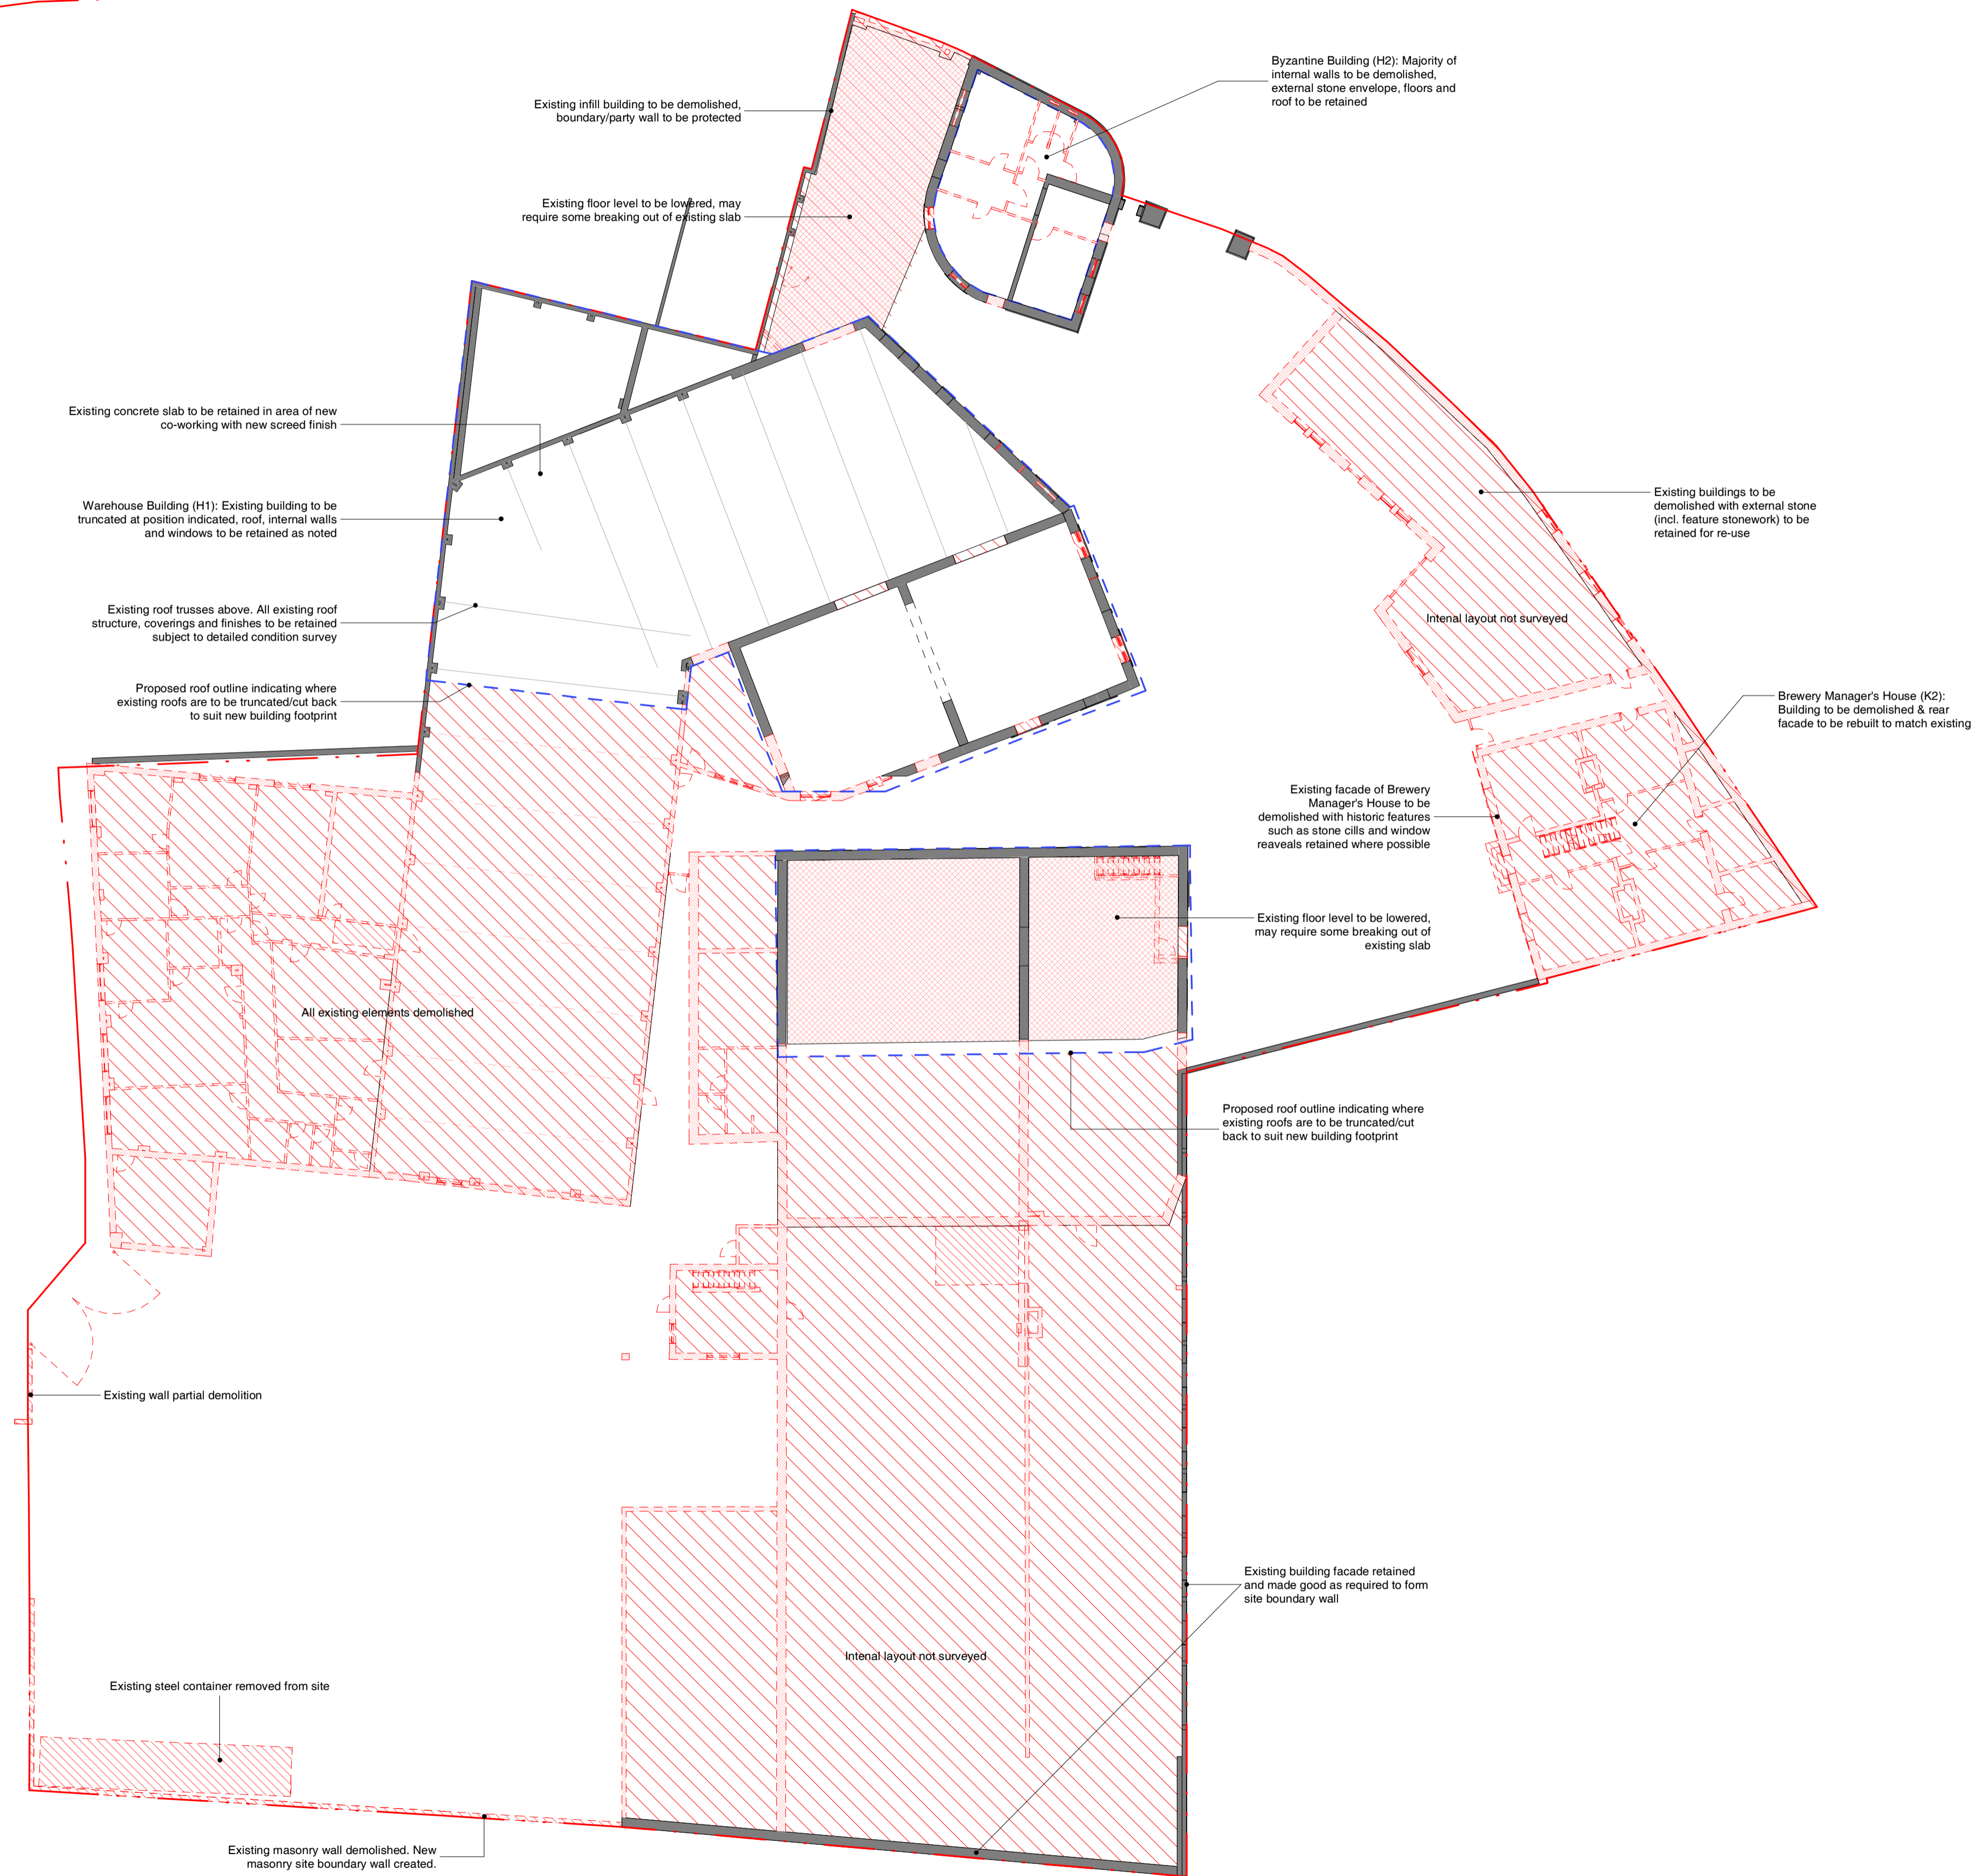 Byzantine Building (H2): Majority of
internal walls to be demolished,
external stone envelope, floors and
roof to be retained
Existing infill building to be demolished,
boundary/party wall to be protected
Existing floor level to be lowered, may
require some breaking out of existing slab
Existing concrete slab to be retained in area of new
co-working with new screed finish
Warehouse Building (H1): Existing building to be
truncated at position indicated, roof, internal walls
and windows to be retained as noted
Existing buildings to be
demolished with external stone
(incl. feature stonework) to be
retained for re-use
Existing roof trusses above. All existing roof
structure, coverings and finishes to be retained
subject to detailed condition survey
Intenal layout not surveyed
Proposed roof outline indicating where
existing roofs are to be truncated/cut back
to suit new building footprint
Brewery Manager's House (K2):
Building to be demolished & rear
facade to be rebuilt to match existing
Existing facade of Brewery
Manager's House to be
demolished with historic features
such as stone cills and window
reaveals retained where possible
Existing floor level to be lowered,
may require some breaking out of
existing slab
All existing elements demolished
Proposed roof outline indicating where
existing roofs are to be truncated/cut
back to suit new building footprint
Existing wall partial demolition
Existing building facade retained
and made good as required to form
site boundary wall
Intenal layout not surveyed
Existing steel container removed from site
Existing masonry wall demolished. New
masonry site boundary wall created.